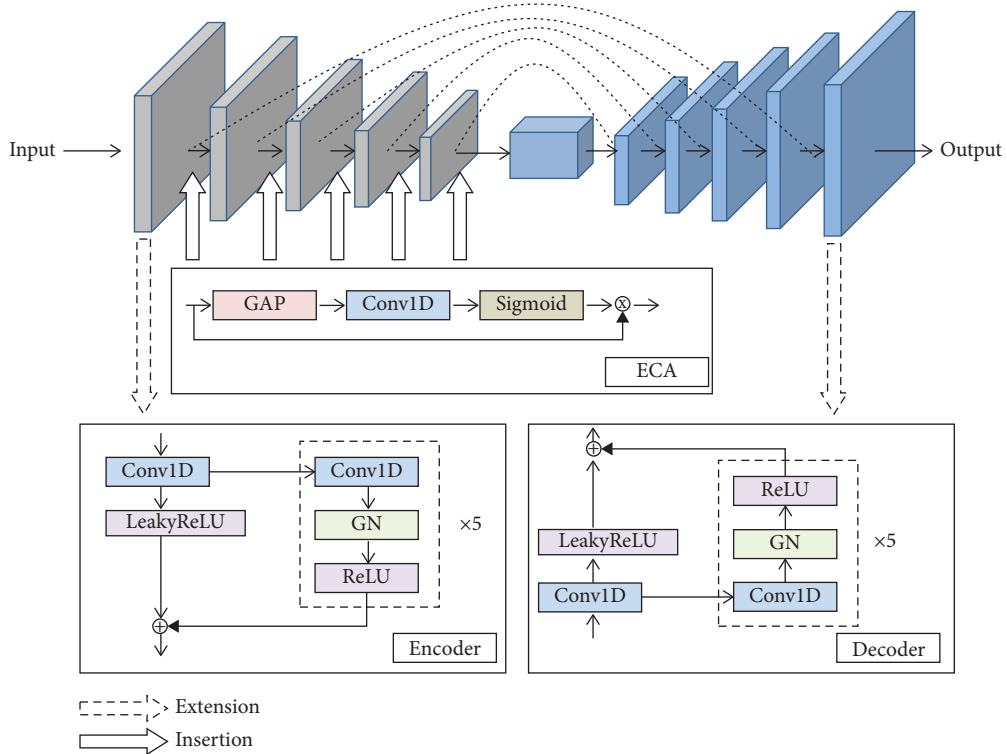 Input
Output
GAP
Conv1D
Sigmoid
x
ECA
Conv1D
LeakyReLU
Conv1D
GN
ReLU
×5
Encoder
ReLU
GN
Conv1D
×5
LeakyReLU
Conv1D
Decoder
Extension
Insertion